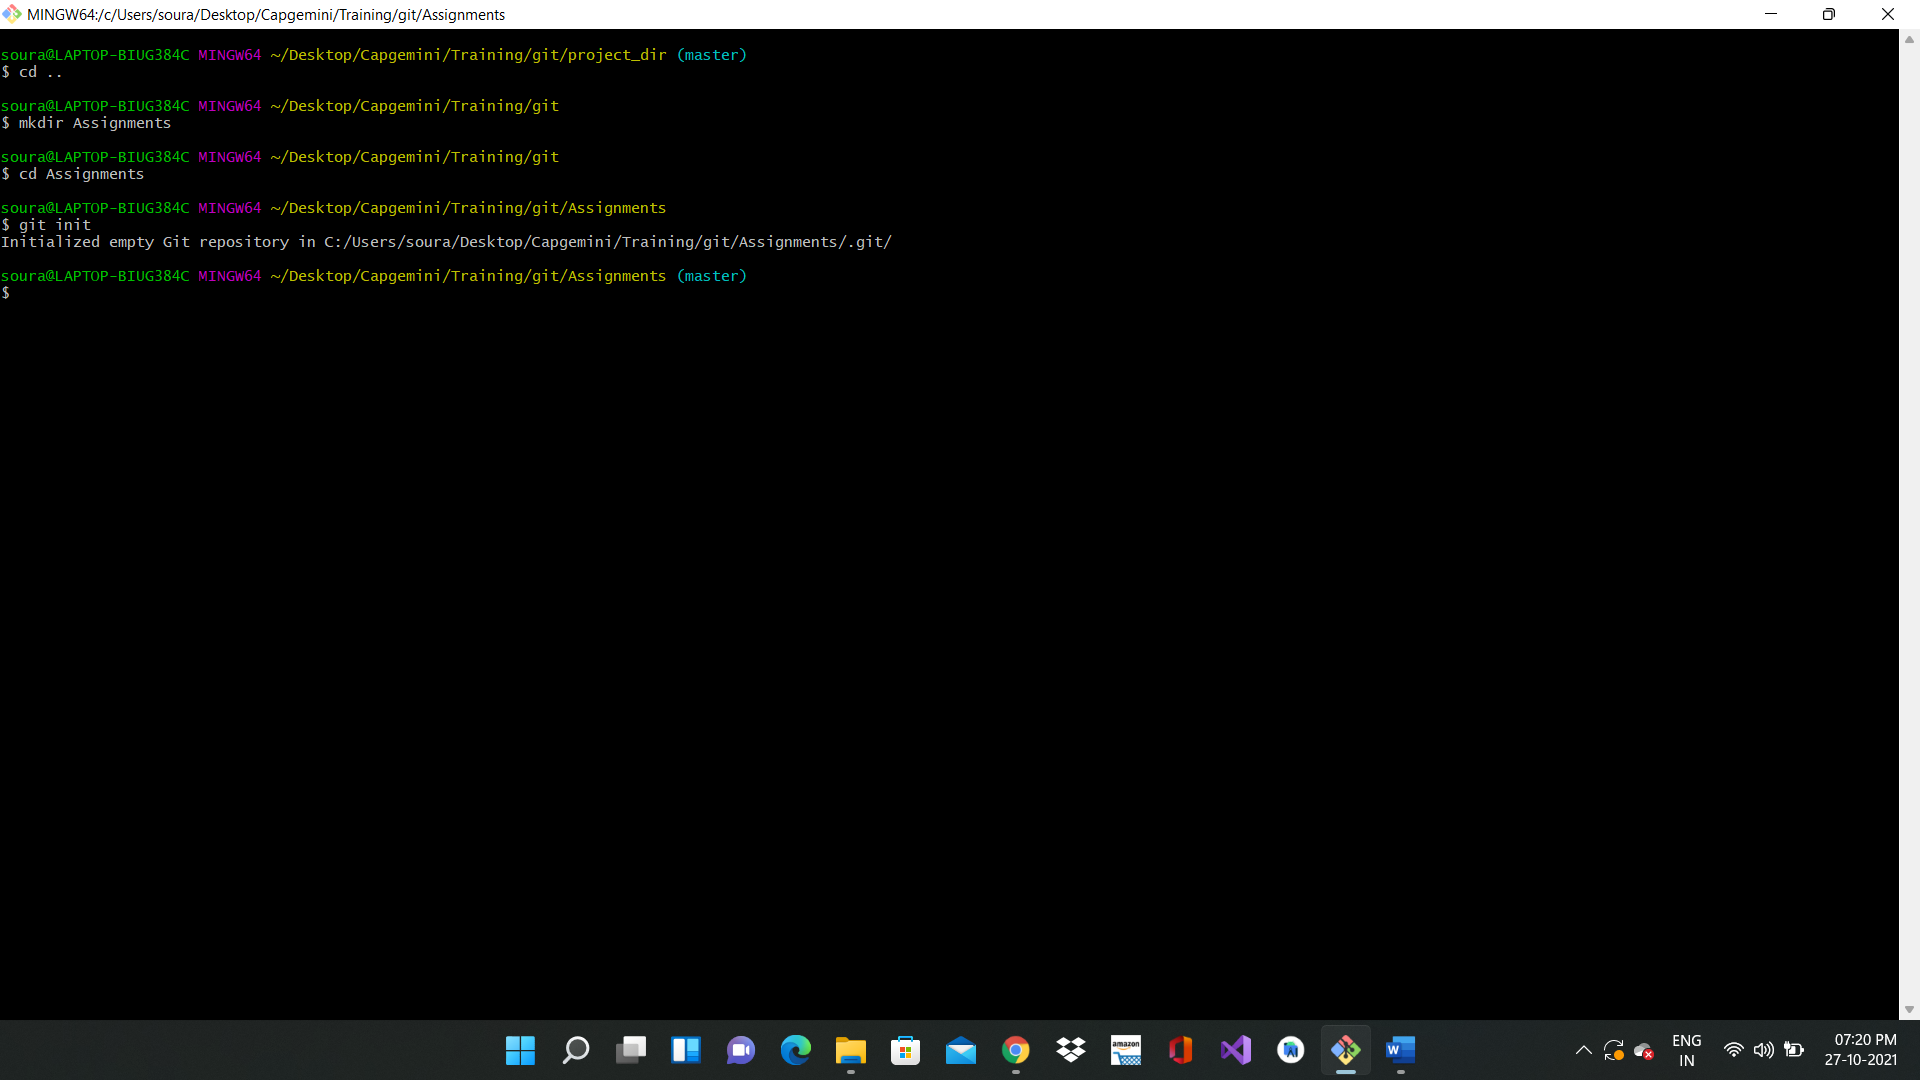 MINGW64:/c/Users/soura/Desktop/Capgemini/Training/git/Assignments
soura@LAPTOP-BIUG384C MINGW64 ~/Desktop/Capgemini/Training/git/project_dir (master)
$ cd ..
soura@LAPTOP-BIUG384C MINGW64 ~/Desktop/Capgemini/Training/git
$ mkdir Assignments
soura@LAPTOP-BIUG384C MINGW64 ~/Desktop/Capgemini/Training/git
$ cd Assignments
soura@LAPTOP-BIUG384C MINGW64 ~/Desktop/Capgemini/Training/git/Assignments
$ git init
Initialized empty Git repository in C:/Users/soura/Desktop/Capgemini/Training/git/Assignments/.git/
soura@LAPTOP-BIUG384C MINGW64 ~/Desktop/Capgemini/Training/git/Assignments (master)
$
amazon
W
ENG
IN
07:20 PM
27-10-2021